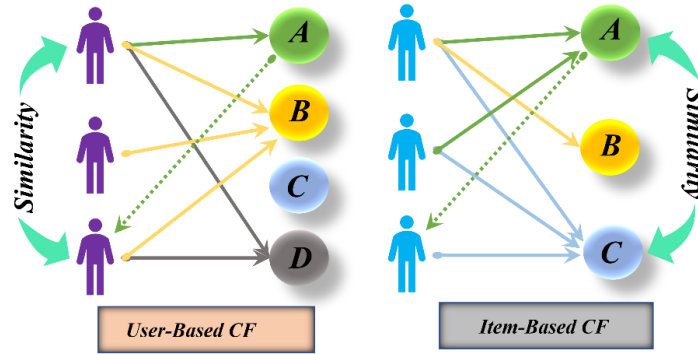 A
B
C
D
Similarity
User-Based CF
A
B
C
Similarity
Item-Based CF